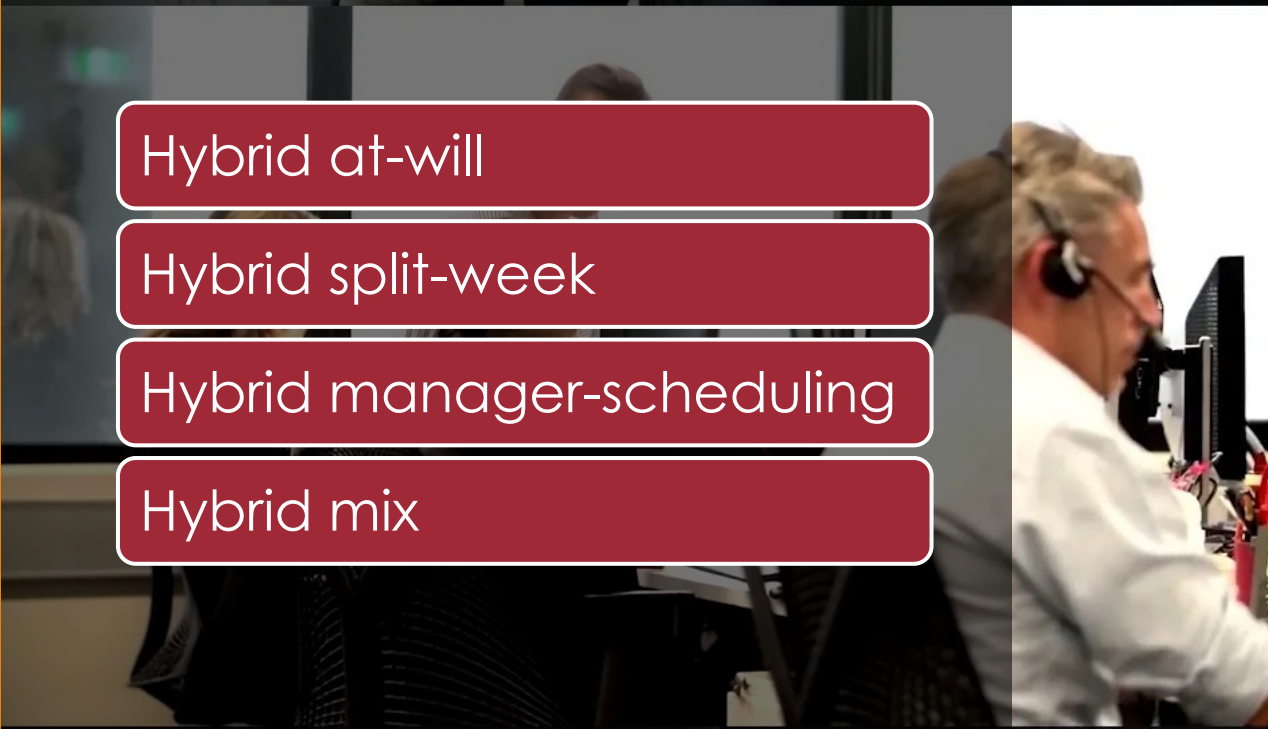 Hybrid at-will
Hybrid split-week
Hybrid manager-scheduling
Hybrid mix